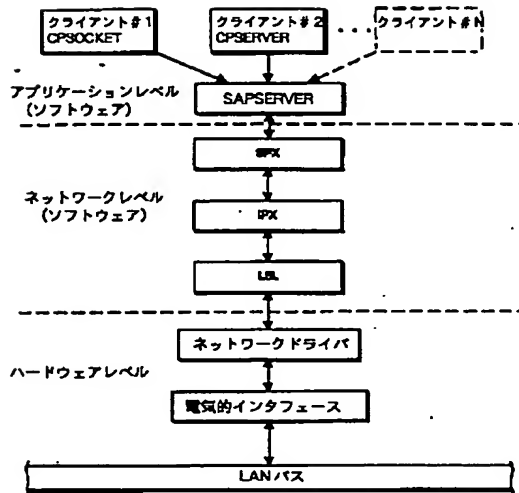 クライアント#1
CPSOCKET
クライアント#2
CPSERVER
・・・
クライアント#N
アプリケーションレベル
(ソフトウェア)
SAPSERVER
SPX
ネットワークレベル
(ソフトウェア)
IPX
LSL
ネットワークドライバ
ハードウェアレベル
電気的インタフェース
LANバス